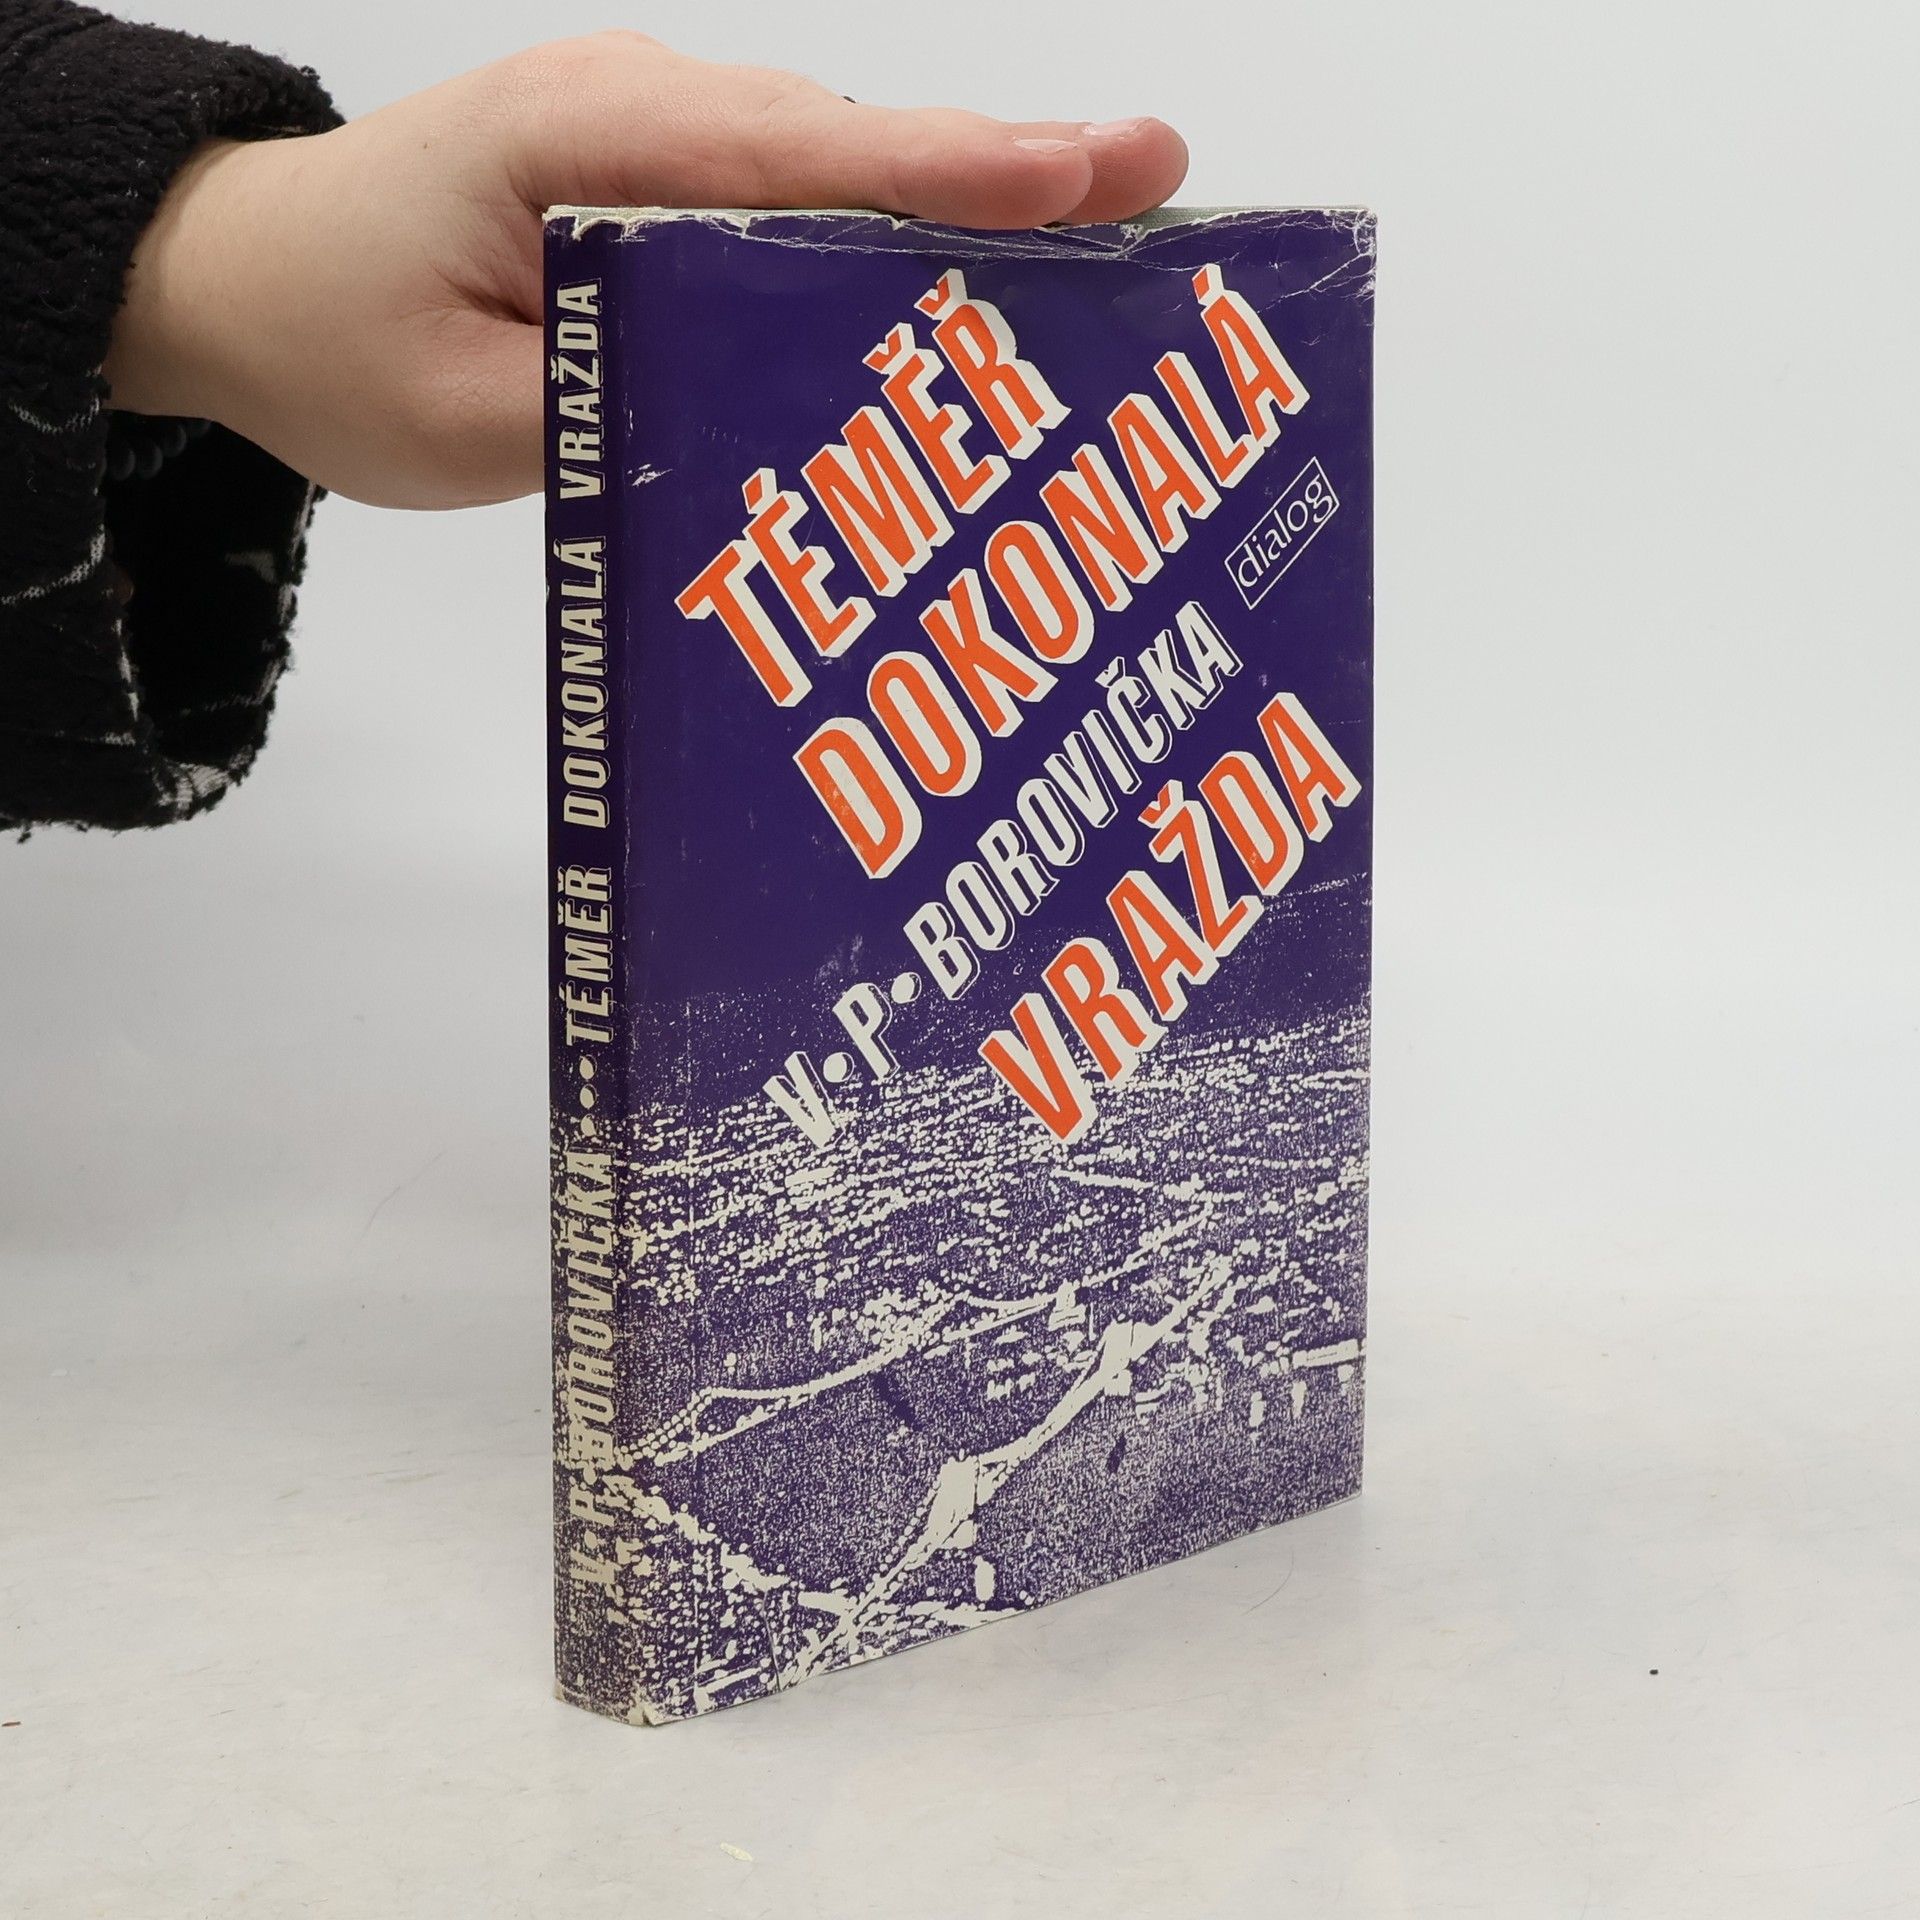 V•P•BOROVIČKA••• TÉMĚŘ DOKONALÁ VRAŽDA
TÉMĚŘ
DOKONALÁ
dialog
V•P•BOROVIČKA
VRAŽDA